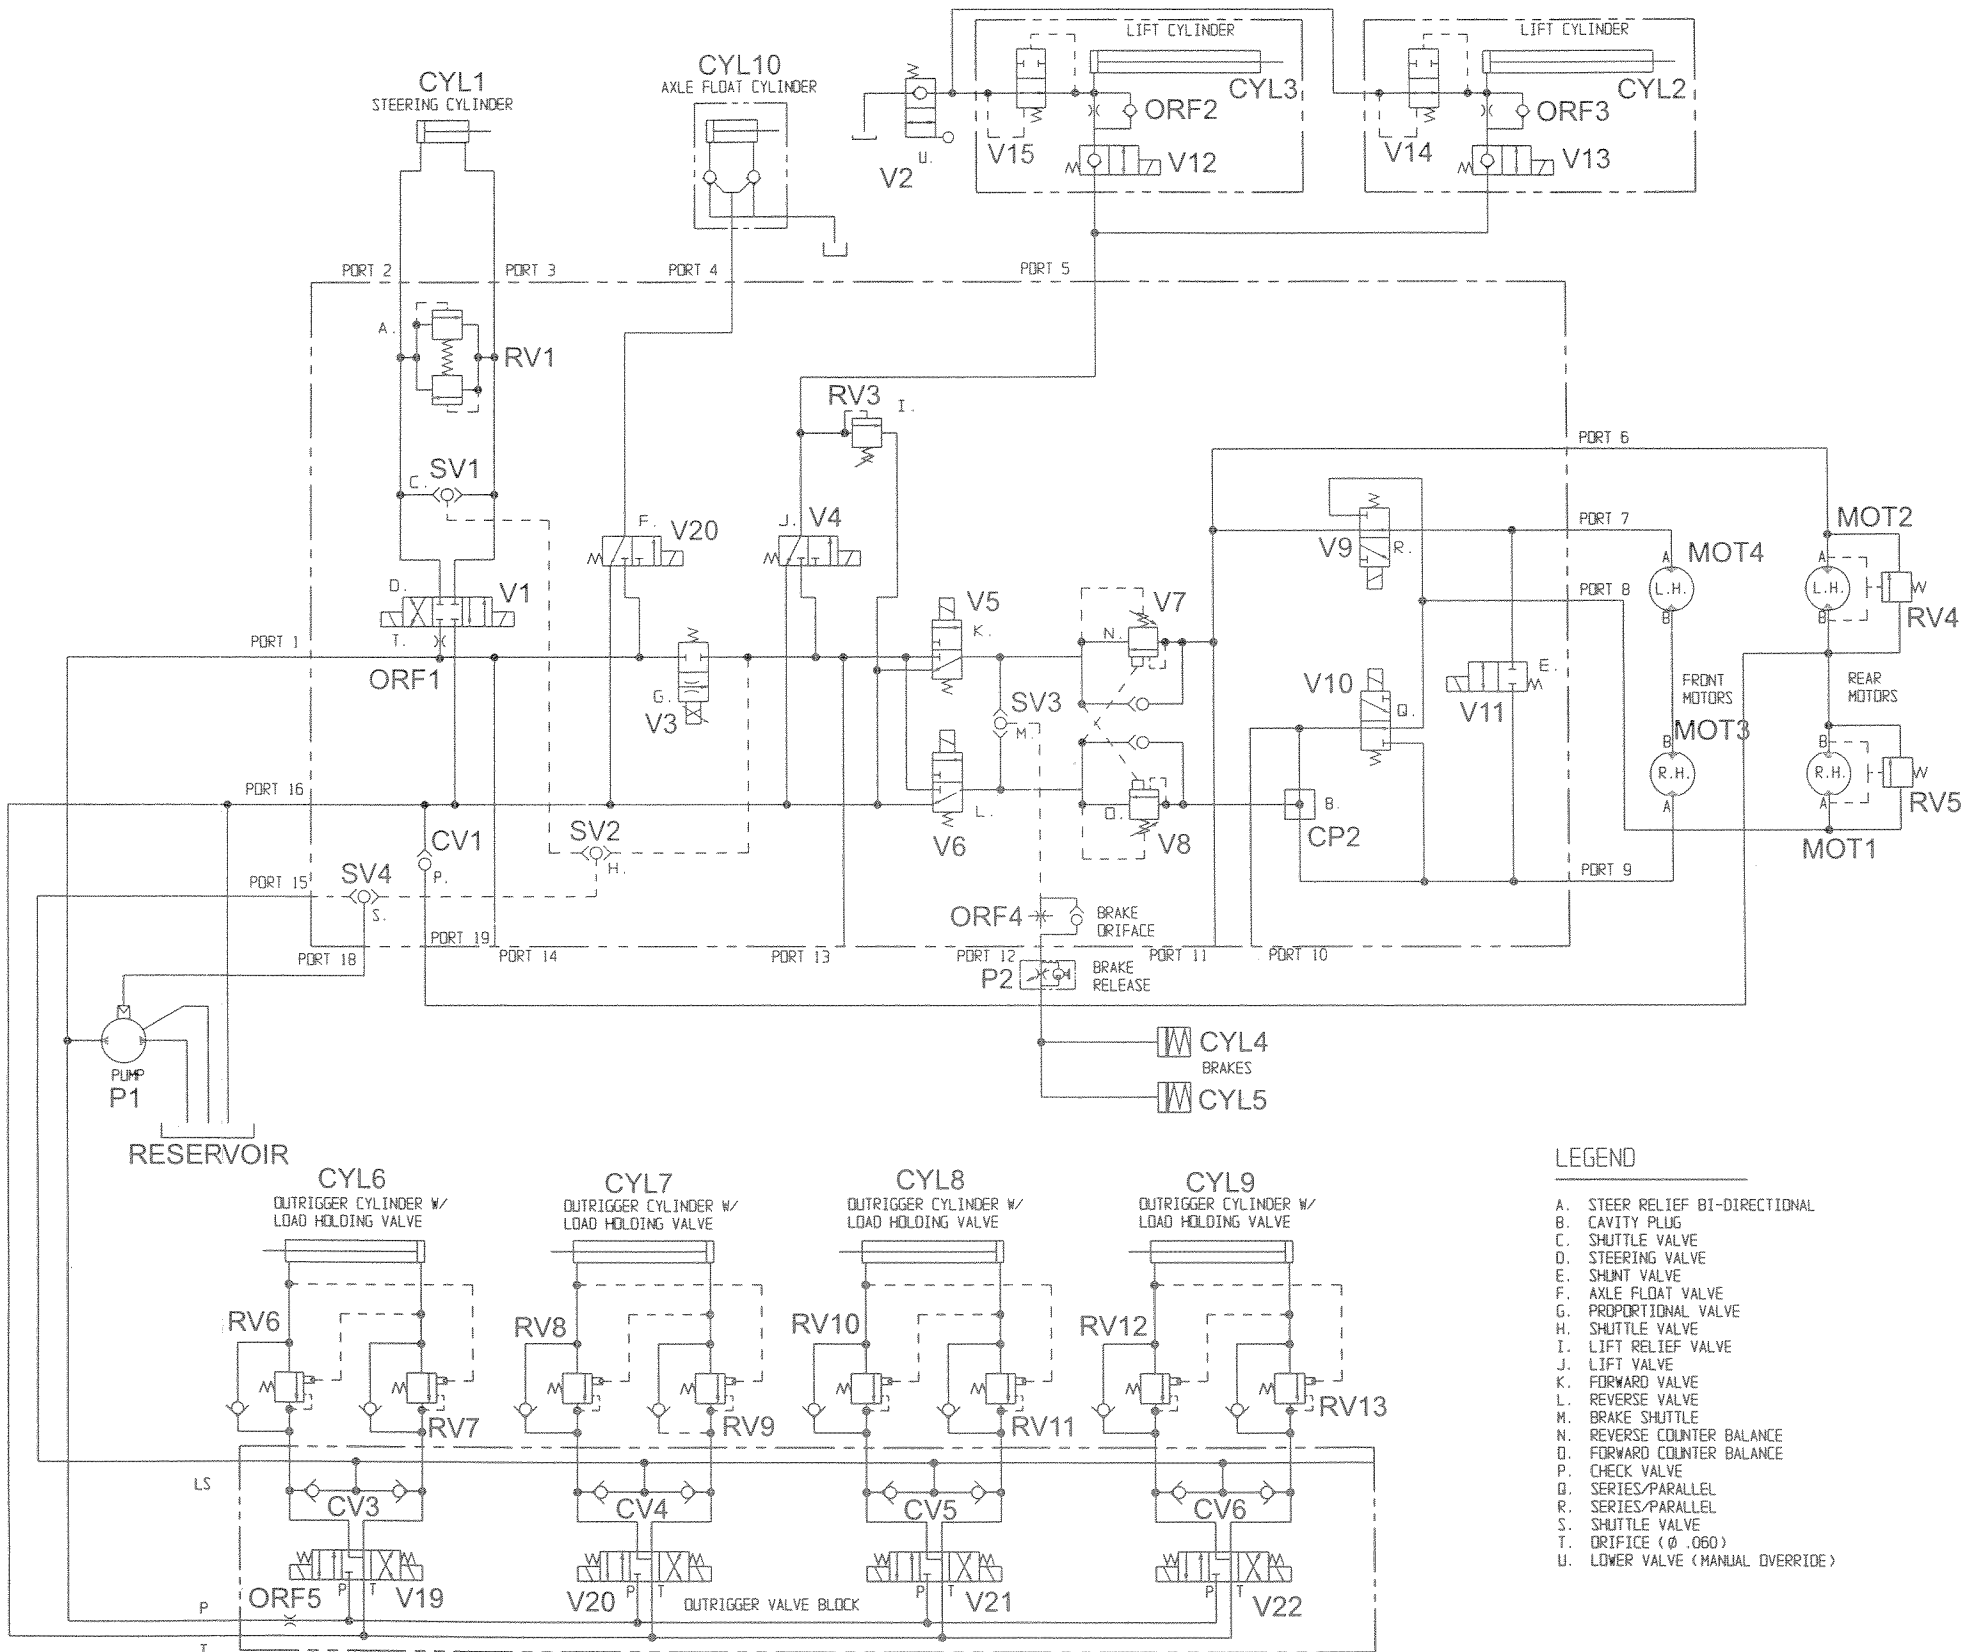 LIFT CYLINDER
LIFT CYLINDER
CYL1
STEERING CYLINDER
CYL10
AXLE FLOAT CYLINDER
CYL3
CYL2
ORF2
ORF3
U.
V2
V15
V12
V14
V13
PORT 2
PORT 3
PORT 4
PORT 5
A.
RV1
RV3
I.
C.
SV1
F.
V20
J.
V4
PORT 6
PORT 7
MOT2
V9
R.
MOT4
A
A
L.H.
L.H.
B
B
RV4
D.
V1
V5
K.
V7
N.
PORT 8
PORT 1
T.
ORF1
G.
V3
SV3
M.
V10
Q.
E.
V11
FRONT
MOTORS
REAR
MOTORS
MOT3
B
B
R.H.
R.H.
A
A
RV5
PORT 16
CV1
P.
SV2
H.
L.
V6
O.
V8
B.
CP2
MOT1
PORT 9
PORT 15
SV4
S.
ORF4
BRAKE
ORIFACE
PORT 18
PORT 19
PORT 14
PORT 13
PORT 12
PORT 11
PORT 10
P2
BRAKE
RELEASE
PUMP
P1
CYL4
BRAKES
CYL5
RESERVOIR
CYL6
OUTRIGGER CYLINDER W/
LOAD HOLDING VALVE
CYL7
OUTRIGGER CYLINDER W/
LOAD HOLDING VALVE
CYL8
OUTRIGGER CYLINDER W/
LOAD HOLDING VALVE
CYL9
OUTRIGGER CYLINDER W/
LOAD HOLDING VALVE
RV6
RV7
RV8
RV9
RV10
RV11
RV12
RV13
LS
CV3
CV4
CV5
CV6
P T
P T
P T
P T
ORF5
V19
V20
OUTRIGGER VALVE BLOCK
V21
V22
P
T
LEGEND
A. STEER RELIEF BI-DIRECTIONAL
B. CAVITY PLUG
C. SHUTTLE VALVE
D. STEERING VALVE
E. SHUNT VALVE
F. AXLE FLOAT VALVE
G. PROPORTIONAL VALVE
H. SHUTTLE VALVE
I. LIFT RELIEF VALVE
J. LIFT VALVE
K. FORWARD VALVE
L. REVERSE VALVE
M. BRAKE SHUTTLE
N. REVERSE COUNTER BALANCE
O. FORWARD COUNTER BALANCE
P. CHECK VALVE
Q. SERIES/PARALLEL
R. SERIES/PARALLEL
S. SHUTTLE VALVE
T. ORIFICE (Ø .060)
U. LOWER VALVE (MANUAL OVERRIDE)